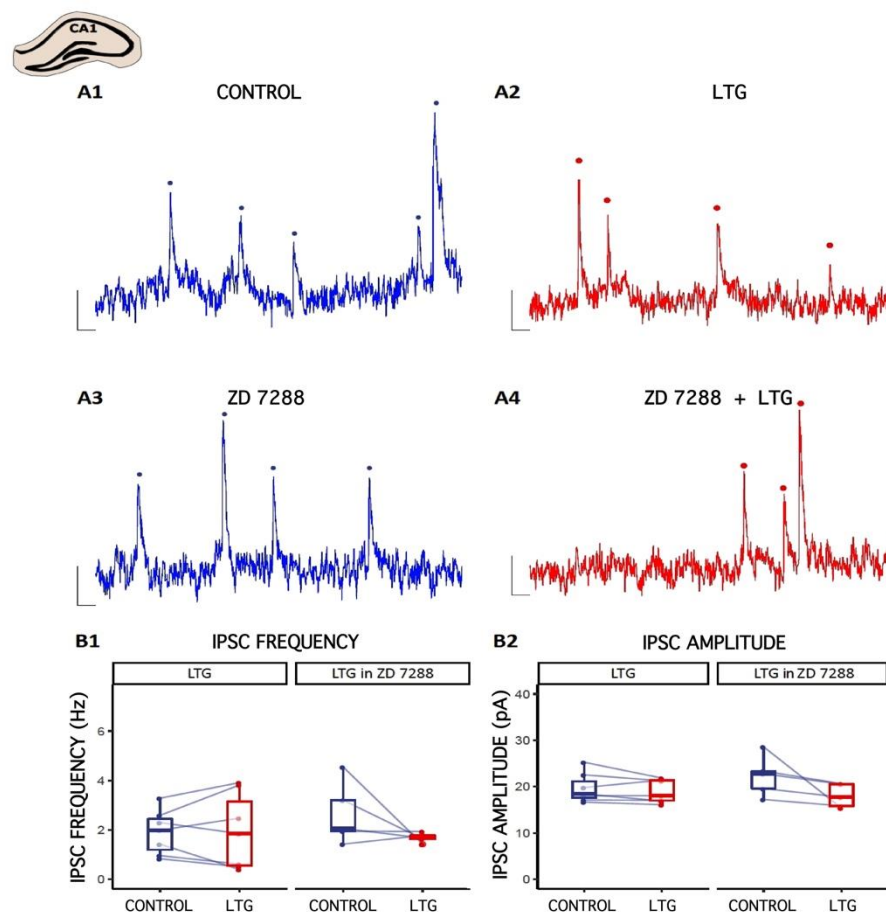 CA1
A1 CONTROL
A2 LTG
A3 ZD 7288
A4 ZD 7288 + LTG
B1 IPSC FREQUENCY
LTG
LTG in ZD 7288
IPSC FREQUENCY (Hz)
6
4
2
0
CONTROL LTG CONTROL LTG
B2 IPSC AMPLITUDE
LTG
LTG in ZD 7288
IPSC AMPLITUDE (pA)
40
30
20
10
0
CONTROL LTG CONTROL LTG